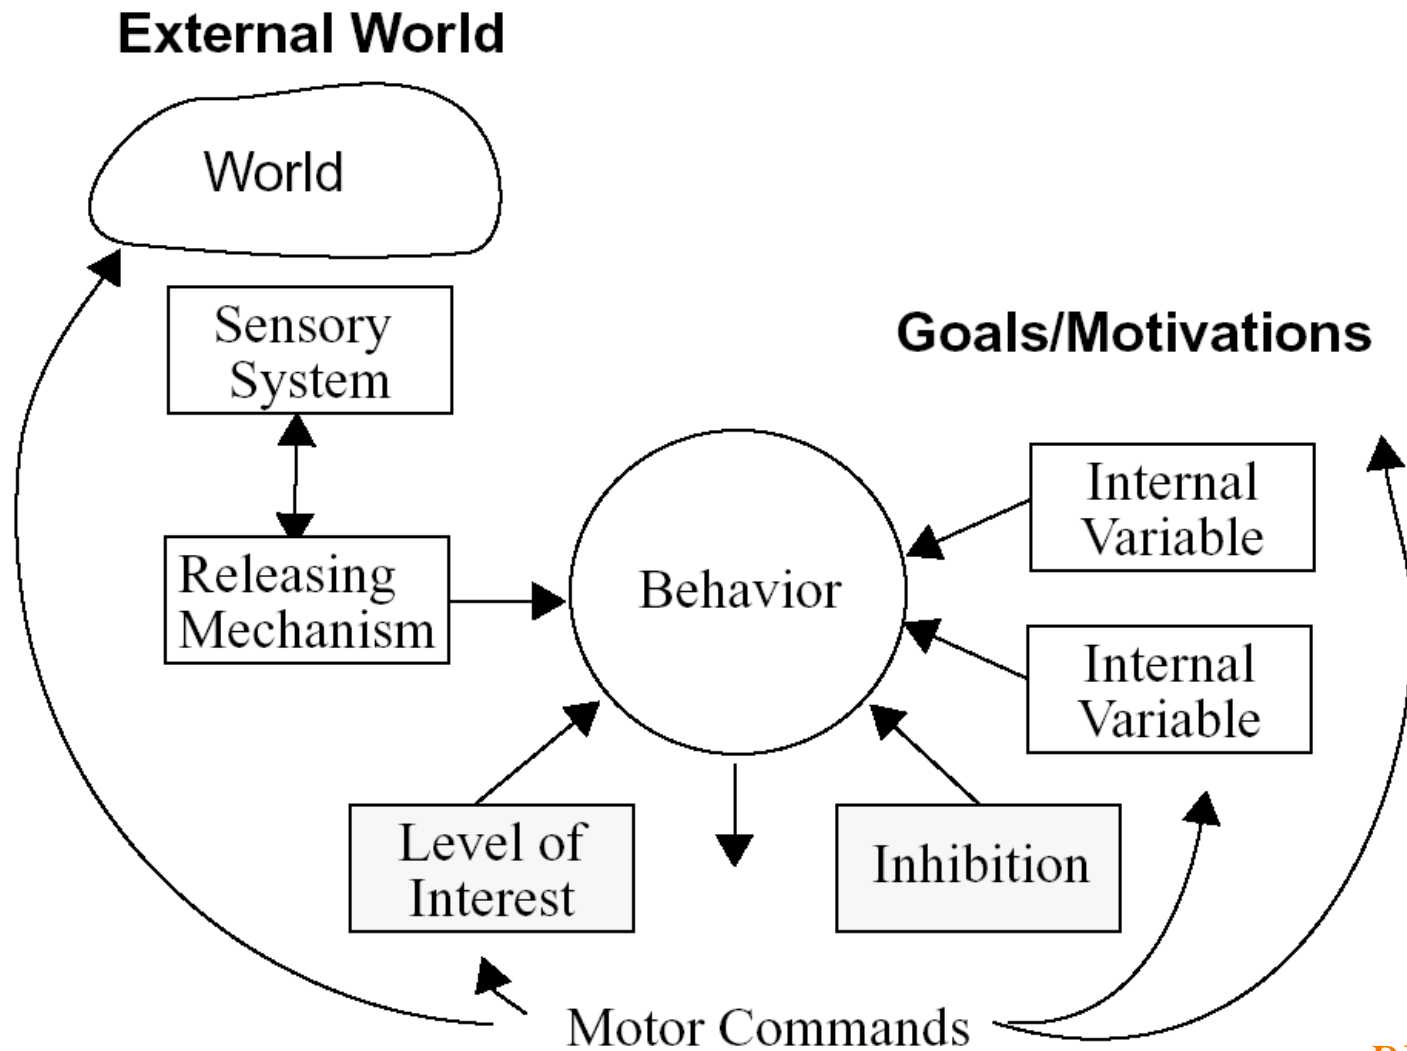 External World
World
Sensory
System
Goals/Motivations
Internal
Variable
Releasing
Mechanism
Behavior
Internal
Variable
Level of
Interest
Inhibition
Motor Commands